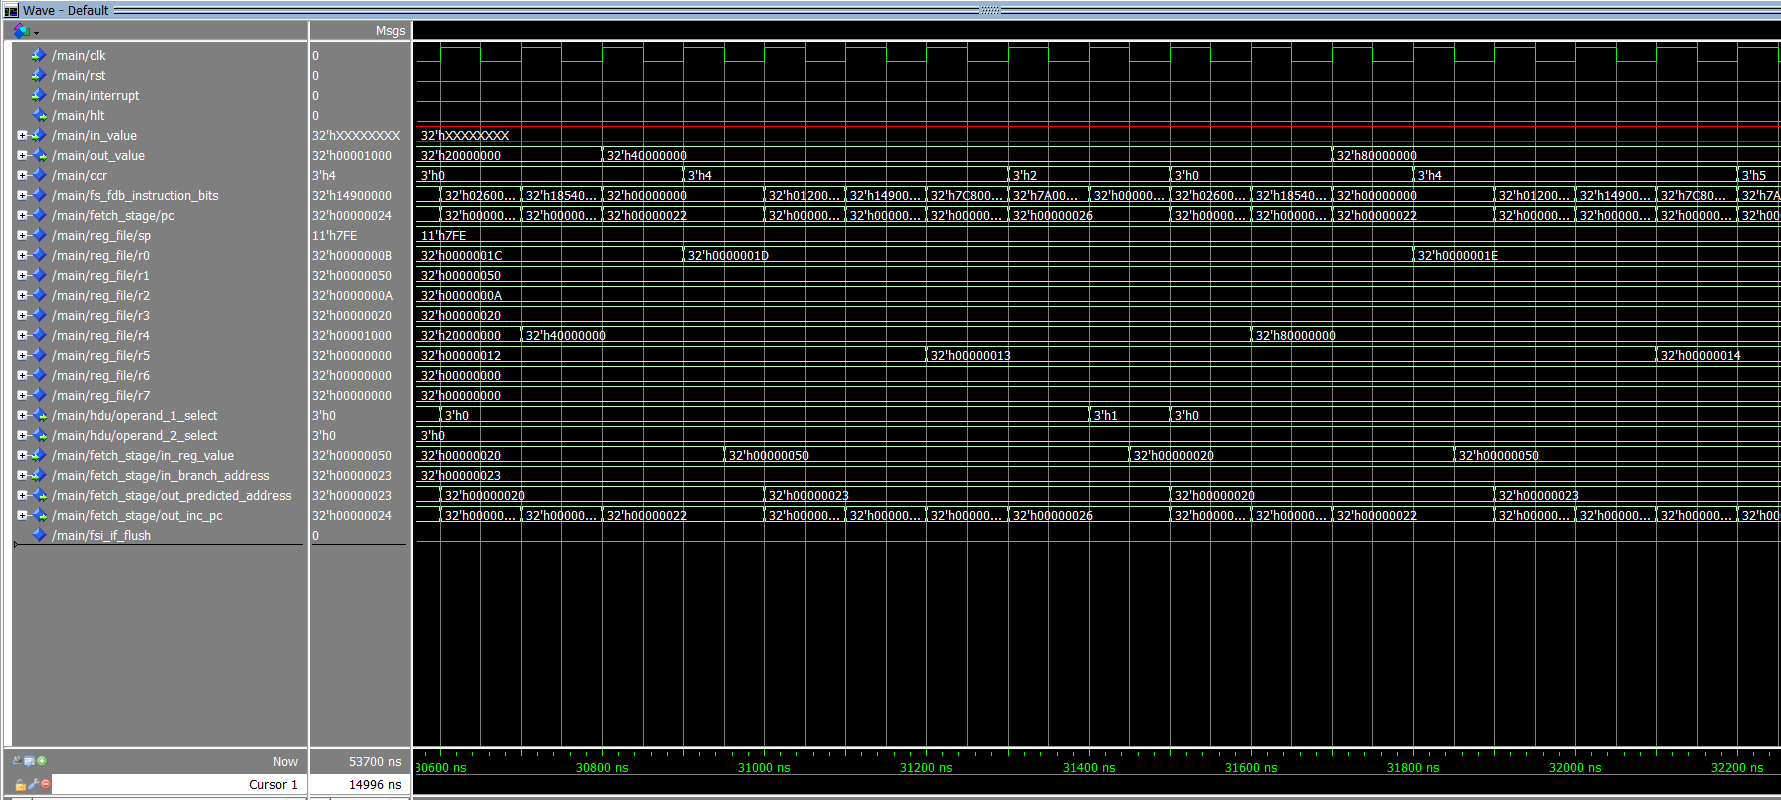 Wave - Default
Msgs
/main/clk 0
/main/rst 0
/main/interrupt 0
/main/hlt 0
/main/in_value 32'hXXXXXXXX 32'hXXXXXXXX
/main/out_value 32'h00001000 32'h20000000 32'h40000000 32'h80000000
/main/ccr 3'h4 3'h0 3'h4 3'h2 3'h0 3'h4 3'h5
/main/fs_fdb_instruction_bits 32'h14900000 32'h02600... 32'h18540... 32'h00000000 32'h01200... 32'h14900... 32'h7C800... 32'h7A00... 32'h00000... 32'h02600... 32'h18540... 32'h00000000 32'h01200... 32'h14900... 32'h7C80... 32'h7A
/main/fetch_stage/pc 32'h00000024 32'h00000... 32'h00000... 32'h00000022 32'h00000... 32'h00000... 32'h00000... 32'h00000026 32'h00000... 32'h00000... 32'h00000022 32'h00000... 32'h00000... 32'h00000... 32'h00
/main/reg_file/sp 11'h7FE 11'h7FE
/main/reg_file/r0 32'h0000000B 32'h0000001C 32'h0000001D 32'h0000001E
/main/reg_file/r1 32'h00000050 32'h00000050
/main/reg_file/r2 32'h0000000A 32'h0000000A
/main/reg_file/r3 32'h00000020 32'h00000020
/main/reg_file/r4 32'h00001000 32'h20000000 32'h40000000 32'h80000000
/main/reg_file/r5 32'h00000000 32'h00000012 32'h00000013 32'h00000014
/main/reg_file/r6 32'h00000000 32'h00000000
/main/reg_file/r7 32'h00000000 32'h00000000
/main/hdu/operand_1_select 3'h0 3'h0 3'h1 3'h0
/main/hdu/operand_2_select 3'h0 3'h0
/main/fetch_stage/in_reg_value 32'h00000050 32'h00000020 32'h00000050 32'h00000020 32'h00000050
/main/fetch_stage/in_branch_address 32'h00000023 32'h00000023
/main/fetch_stage/out_predicted_address 32'h00000023 32'h00000020 32'h00000023 32'h00000020 32'h00000023
/main/fetch_stage/out_inc_pc 32'h00000024 32'h00000... 32'h00000... 32'h00000022 32'h00000... 32'h00000... 32'h00000... 32'h00000026 32'h00000... 32'h00000... 32'h00000022 32'h00000... 32'h00000... 32'h00000... 32'h00
/main/fsi_if_flush 0
Now 53700 ns 30600 ns 30800 ns 31000 ns 31200 ns 31400 ns 31600 ns 31800 ns 32000 ns 32200 ns
Cursor 1 14996 ns